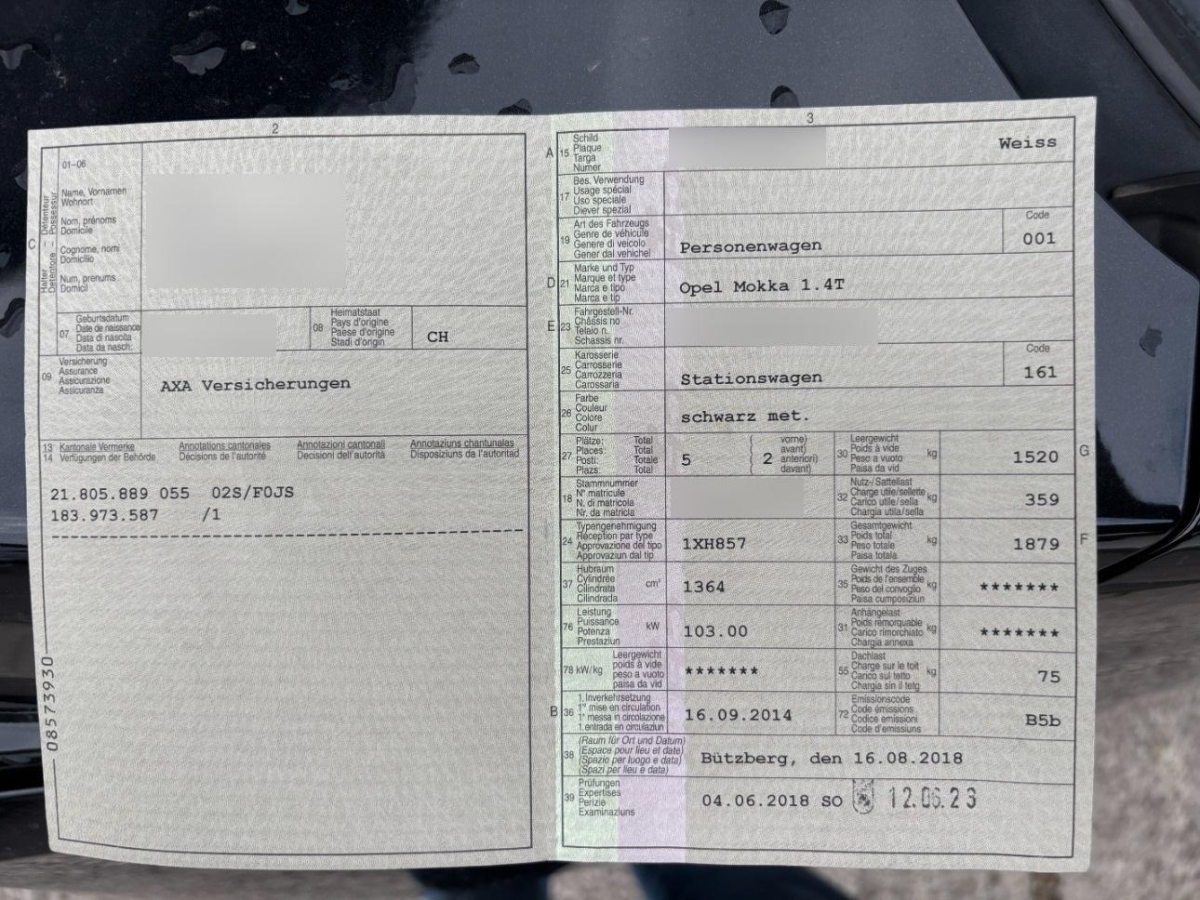 2
01-06
C
Halter - Détenteur
Detentore - Possessur
Name, Vornamen
Wohnort
Nom, prénoms
Domicile
Cognome, nomi
Domicilio
Num, prenums
Domicil
07
Geburtsdatum
Date de naissance
Data di nascita
Data da nasch.
08
Heimatstaat
Pays d'origine
Paese d'origine
Stadi d'origin
CH
09
Versicherung
Assurance
Assicurazione
Assicuranza
AXA Versicherungen
13 Kantonale Vermerke Annotations cantonales Annotazioni cantonali Annotaziuns chantunalas
14 Verfügungen der Behörde Décisions de l'autorité Decisioni dell'autorità Disposiziuns da l'autoritad
21.805.889 055 02S/F0JS
183.973.587 /1
08573930
3
A 15
Schild
Plaque
Targa
Numer
Weiss
17
Bes. Verwendung
Usage spécial
Uso speciale
Diever spezial
19
Art des Fahrzeugs
Genre de véhicule
Genere di veicolo
Gener dal vehichel
Personenwagen
Code
001
D 21
Marke und Typ
Marque et type
Marca e tipo
Marca e tip
Opel Mokka 1.4T
E 23
Fahrgestell-Nr.
Châssis no
Telaio n.
Schassis nr.
25
Karosserie
Carrosserie
Carrozzeria
Carossaria
Stationswagen
Code
161
26
Farbe
Couleur
Colore
Colur
schwarz met.
27
Plätze: Total
Places: Total
Posti: Totale
Plazs: Total
5
2
vorne)
avant)
anteriori)
davant)
30
Leergewicht
Poids à vide
Peso a vuoto
Paisa da vid
kg
1520
G
18
Stammnummer
N° matricule
N. di matricola
Nr. da matricla
32
Nutz-/Sattellast
Charge utile/sellette
Carico utile/sella
Chargia utila/sella
kg
359
24
Typengenehmigung
Réception par type
Approvazione del tipo
Approvaziun dal tip
1XH857
33
Gesamtgewicht
Poids total
Peso totale
Paisa totala
kg
1879
F
37
Hubraum
Cylindrée
Cilindrata
Cilindrada
cm³
1364
35
Gewicht des Zuges
Poids de l'ensemble
Peso del convoglio
Paisa cumposiziun
kg
*******
76
Leistung
Puissance
Potenza
Prestaziun
kW
103.00
31
Anhängelast
Poids remorquable
Carico rimorchiato
Chargia annexa
kg
*******
78 kW/kg
Leergewicht
poids à vide
peso a vuoto
paisa da vid
*******
55
Dachlast
Charge sur le toit
Carico sul tetto
Chargia sin il tetg
kg
75
B 36
1. Inverkehrsetzung
1re mise en circulation
1a messa in circolazione
1. entrada en circulaziun
16.09.2014
72
Emissionscode
Code émissions
Codice emissioni
Code d'emissiuns
B5b
38
(Raum für Ort und Datum)
(Espace pour lieu et date)
(Spazio per luogo e data)
(Spazi per lieu e data)
Bützberg, den 16.08.2018
39
Prüfungen
Expertises
Perizie
Examinaziuns
04.06.2018 SO 12.06.23